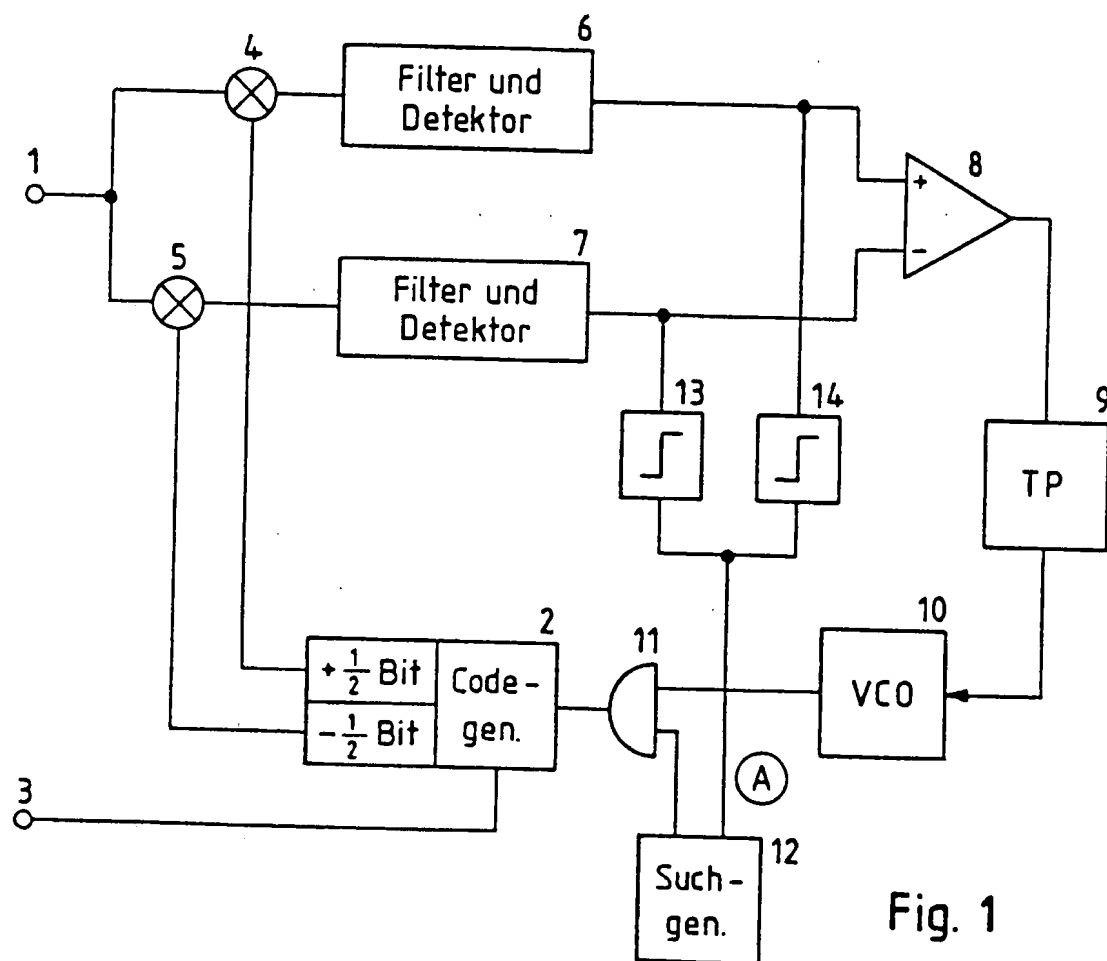 4
6
Filter und
Detektor
1
8
+
−
5
7
Filter und
Detektor
13
14
9
TP
2
11
10
+ 1/2 Bit
− 1/2 Bit
Code-
gen.
VCO
3
A
12
Such-
gen.
Fig. 1